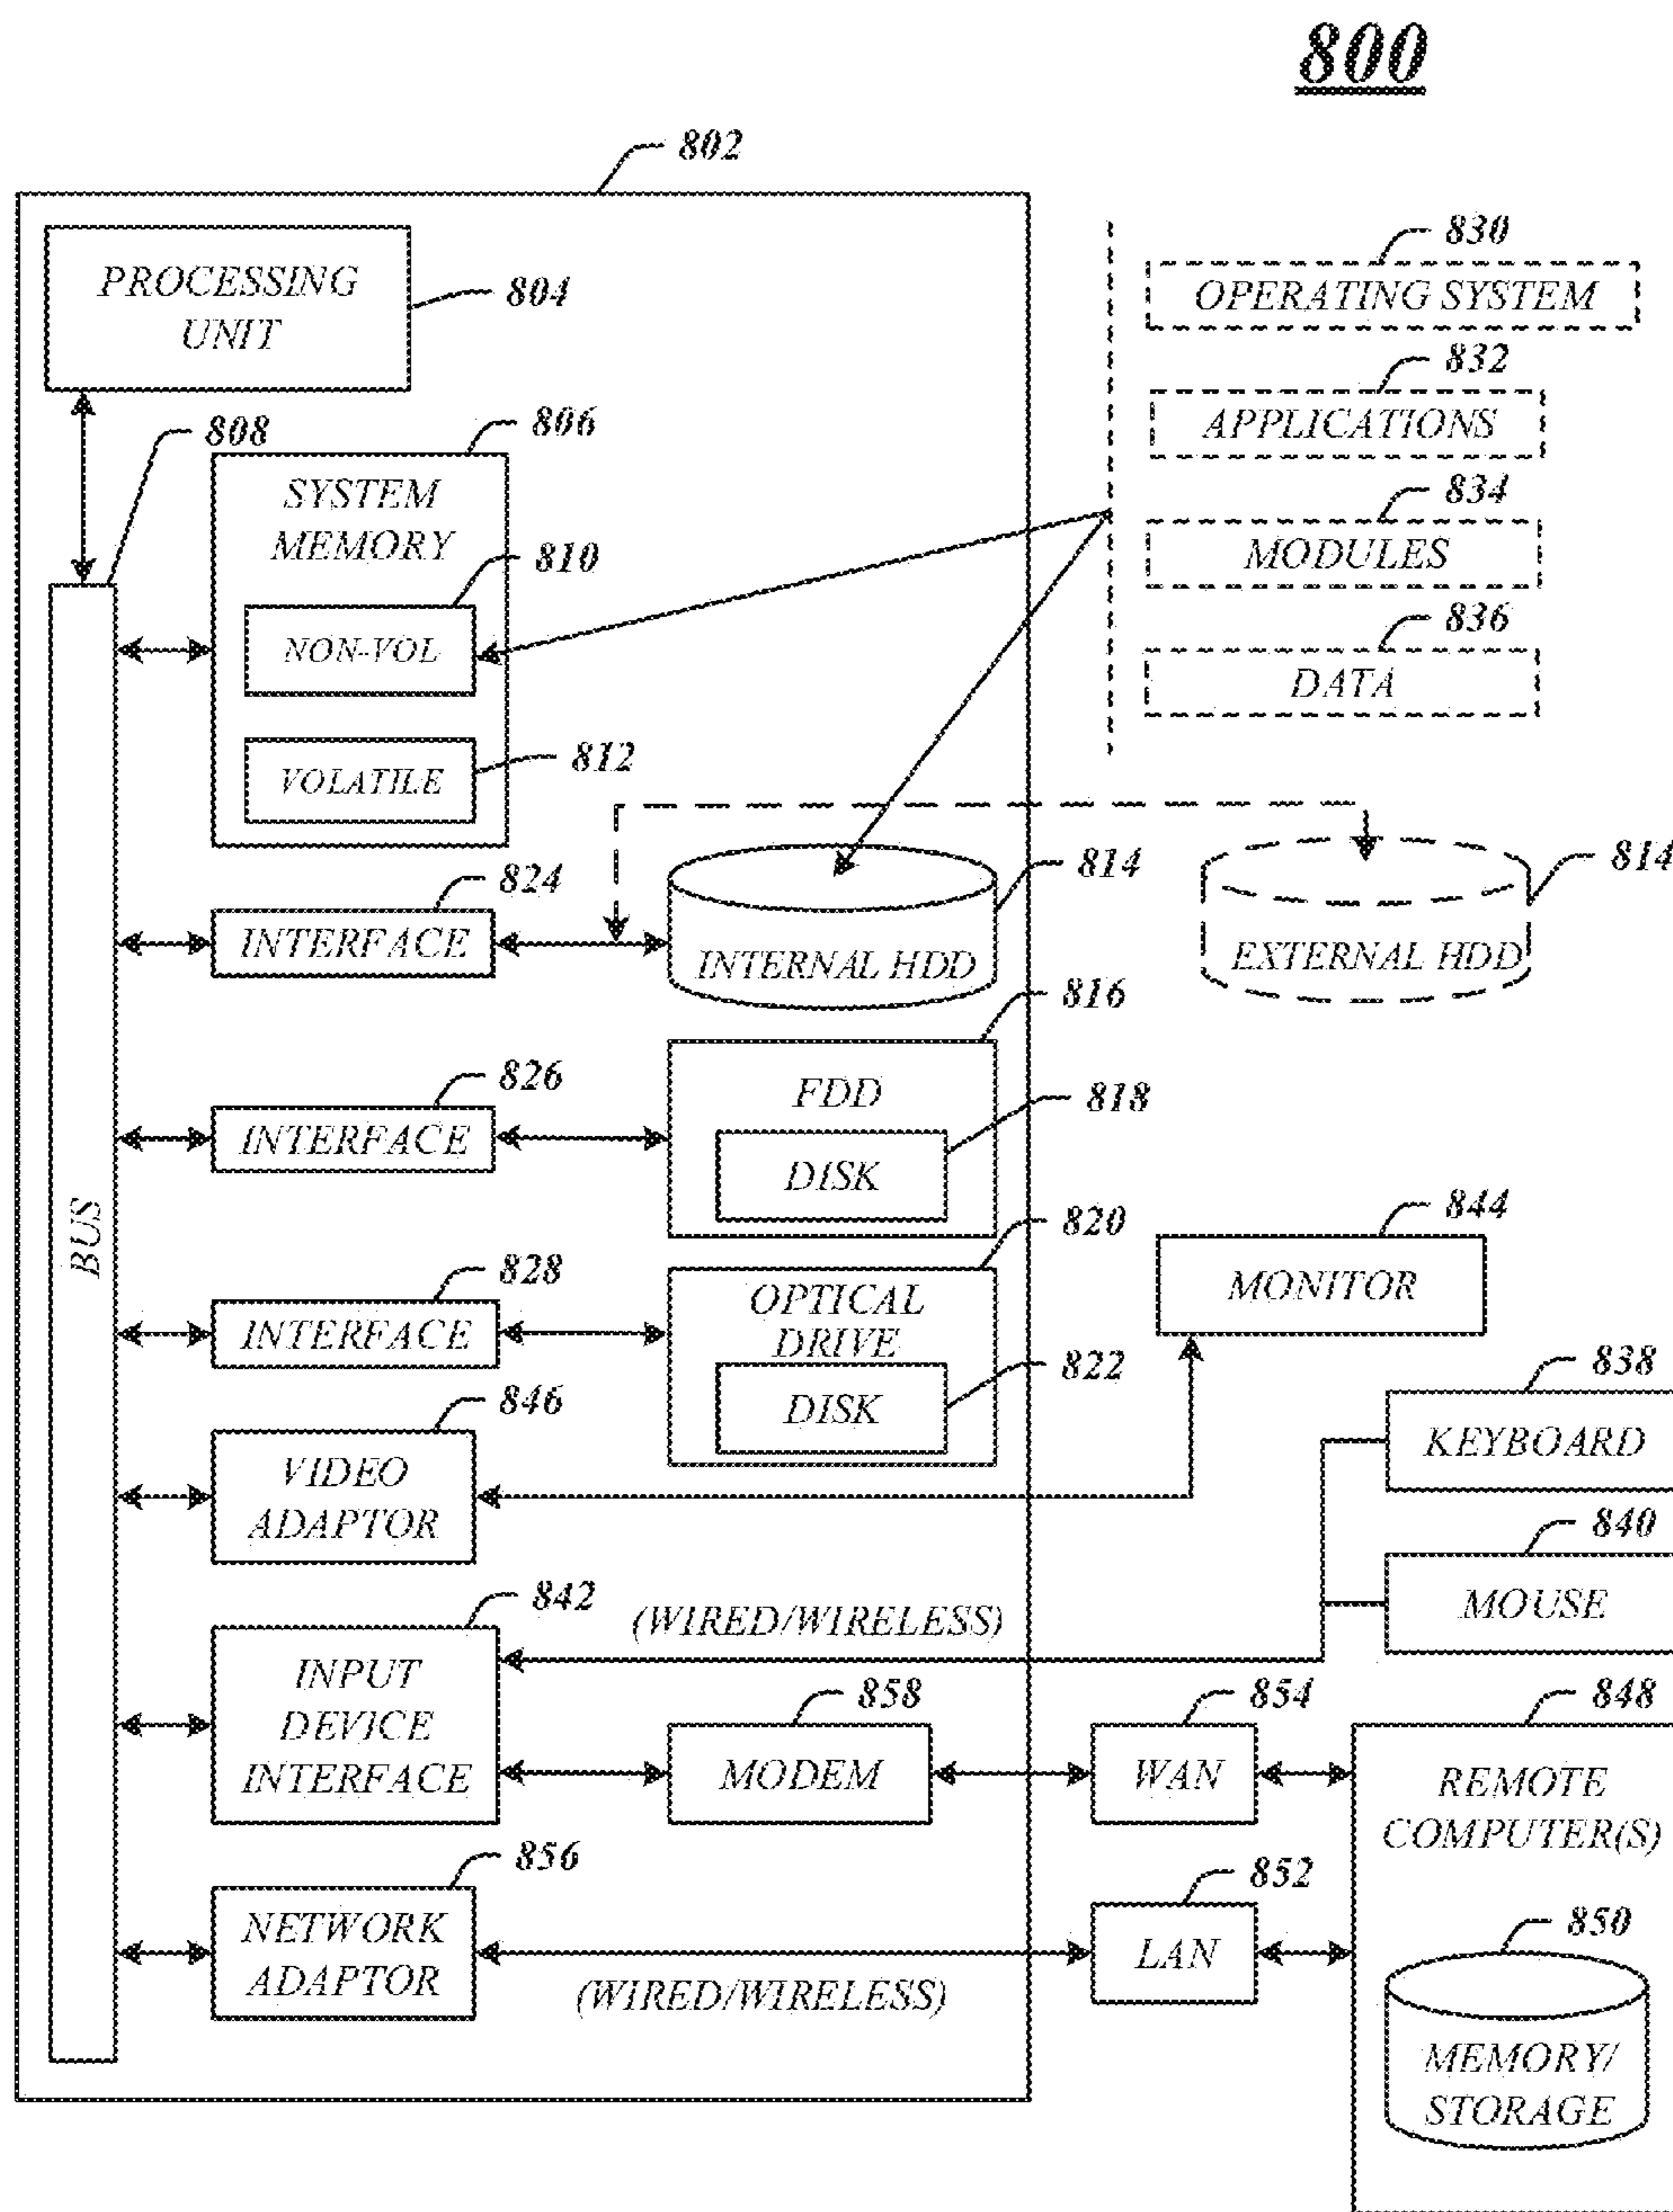 800
802
PROCESSING
UNIT
804
830
OPERATING SYSTEM
832
APPLICATIONS
834
MODULES
836
DATA
808
806
SYSTEM
MEMORY
810
NON-VOL
812
VOLATILE
824
INTERFACE
814
INTERNAL HDD
814
EXTERNAL HDD
826
INTERFACE
816
FDD
818
DISK
BUS
828
INTERFACE
820
OPTICAL
DRIVE
822
DISK
844
MONITOR
846
VIDEO
ADAPTOR
838
KEYBOARD
840
MOUSE
842
INPUT
DEVICE
INTERFACE
(WIRED/WIRELESS)
858
MODEM
854
WAN
848
REMOTE
COMPUTER(S)
856
NETWORK
ADAPTOR
(WIRED/WIRELESS)
852
LAN
850
MEMORY/
STORAGE